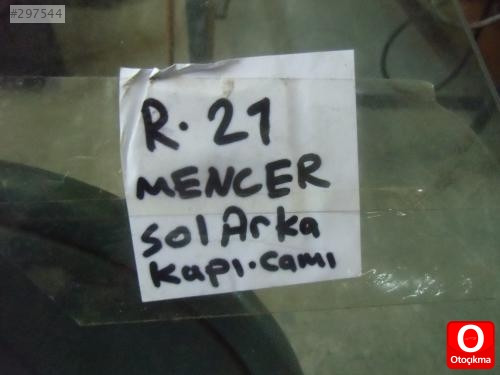 #297544
R. 21
MENCER
sol Arka
kapı.camı
O
Otoçıkma